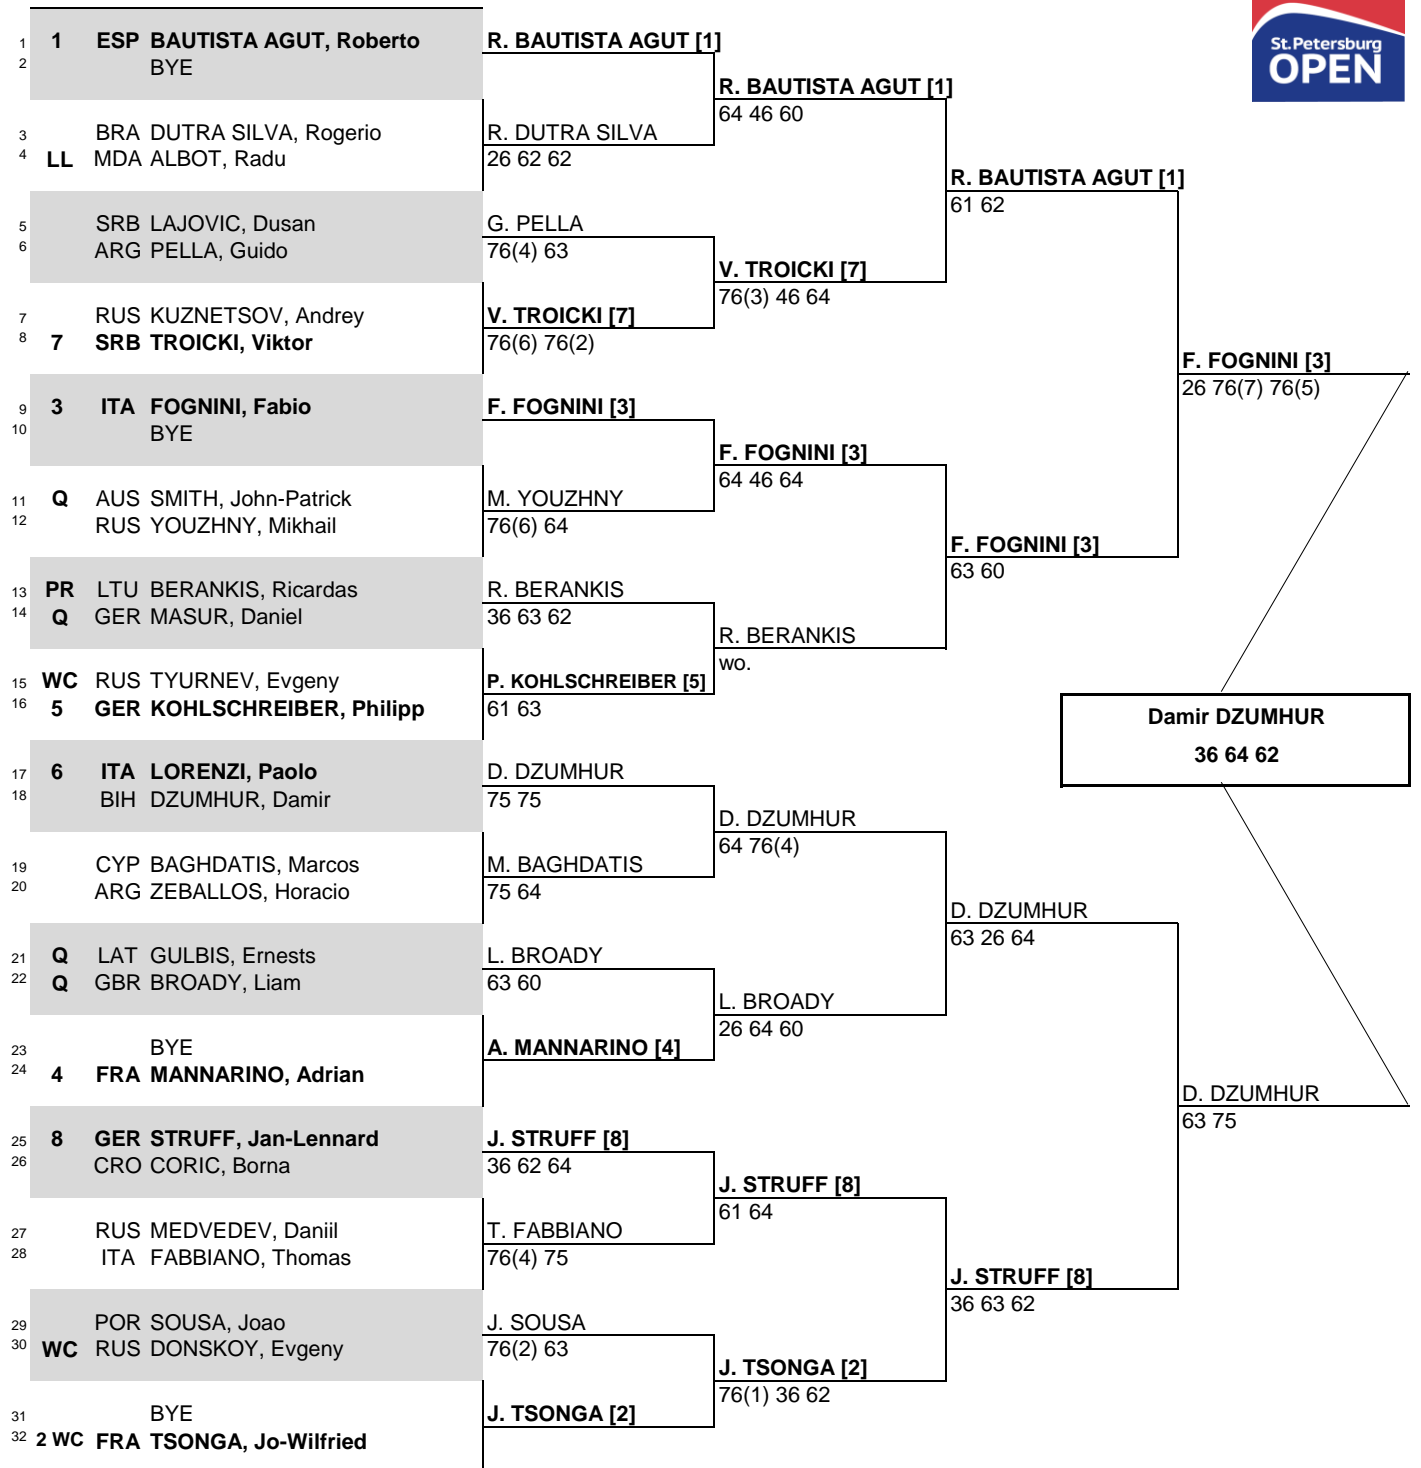 St.Petersburg
OPEN
1 1 ESP BAUTISTA AGUT, Roberto
2 BYE
3 BRA DUTRA SILVA, Rogerio
4 LL MDA ALBOT, Radu
5 SRB LAJOVIC, Dusan
6 ARG PELLA, Guido
7 RUS KUZNETSOV, Andrey
8 7 SRB TROICKI, Viktor
9 3 ITA FOGNINI, Fabio
10 BYE
11 Q AUS SMITH, John-Patrick
12 RUS YOUZHNY, Mikhail
13 PR LTU BERANKIS, Ricardas
14 Q GER MASUR, Daniel
15 WC RUS TYURNEV, Evgeny
16 5 GER KOHLSCHREIBER, Philipp
17 6 ITA LORENZI, Paolo
18 BIH DZUMHUR, Damir
19 CYP BAGHDATIS, Marcos
20 ARG ZEBALLOS, Horacio
21 Q LAT GULBIS, Ernests
22 Q GBR BROADY, Liam
23 BYE
24 4 FRA MANNARINO, Adrian
25 8 GER STRUFF, Jan-Lennard
26 CRO CORIC, Borna
27 RUS MEDVEDEV, Daniil
28 ITA FABBIANO, Thomas
29 POR SOUSA, Joao
30 WC RUS DONSKOY, Evgeny
31 BYE
32 2 WC FRA TSONGA, Jo-Wilfried
R. BAUTISTA AGUT [1]
R. DUTRA SILVA
26 62 62
G. PELLA
76(4) 63
V. TROICKI [7]
76(6) 76(2)
F. FOGNINI [3]
M. YOUZHNY
76(6) 64
R. BERANKIS
36 63 62
P. KOHLSCHREIBER [5]
61 63
D. DZUMHUR
75 75
M. BAGHDATIS
75 64
L. BROADY
63 60
A. MANNARINO [4]
J. STRUFF [8]
36 62 64
T. FABBIANO
76(4) 75
J. SOUSA
76(2) 63
J. TSONGA [2]
R. BAUTISTA AGUT [1]
64 46 60
V. TROICKI [7]
76(3) 46 64
F. FOGNINI [3]
64 46 64
R. BERANKIS
wo.
D. DZUMHUR
64 76(4)
L. BROADY
26 64 60
J. STRUFF [8]
61 64
J. TSONGA [2]
76(1) 36 62
R. BAUTISTA AGUT [1]
61 62
F. FOGNINI [3]
63 60
D. DZUMHUR
63 26 64
J. STRUFF [8]
36 63 62
F. FOGNINI [3]
26 76(7) 76(5)
D. DZUMHUR
63 75
Damir DZUMHUR
36 64 62